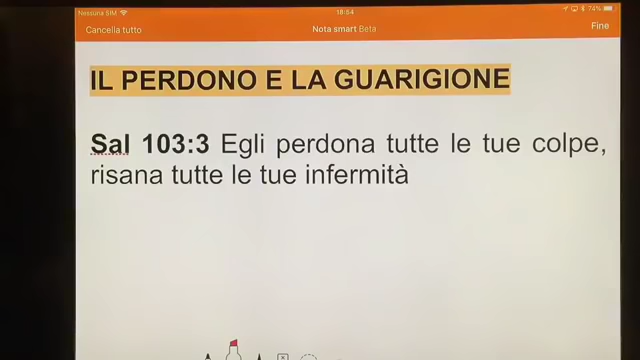 Nessuna SIM 18:54 74%
Cancella tutto Nota smart Beta Fine
IL PERDONO E LA GUARIGIONE
Sal 103:3 Egli perdona tutte le tue colpe,
risana tutte le tue infermità